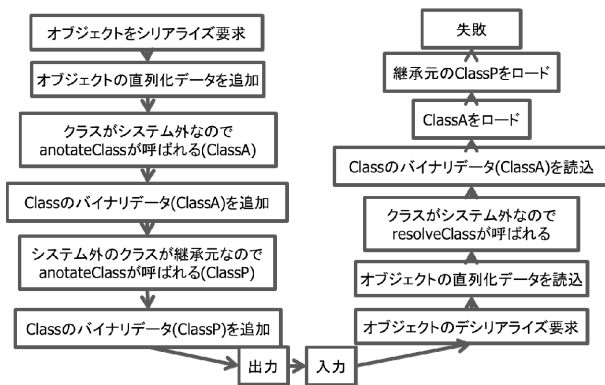 オブジェクトをシリアライズ要求
オブジェクトの直列化データを追加
クラスがシステム外なので
anotateClassが呼ばれる(ClassA)
Classのバイナリデータ(ClassA)を追加
システム外のクラスが継承元なので
anotateClassが呼ばれる(ClassP)
Classのバイナリデータ(ClassP)を追加
出力
入力
オブジェクトのデシリアライズ要求
オブジェクトの直列化データを読込
クラスがシステム外なので
resolveClassが呼ばれる
Classのバイナリデータ(ClassA)を読込
ClassAをロード
継承元のClassPをロード
失敗